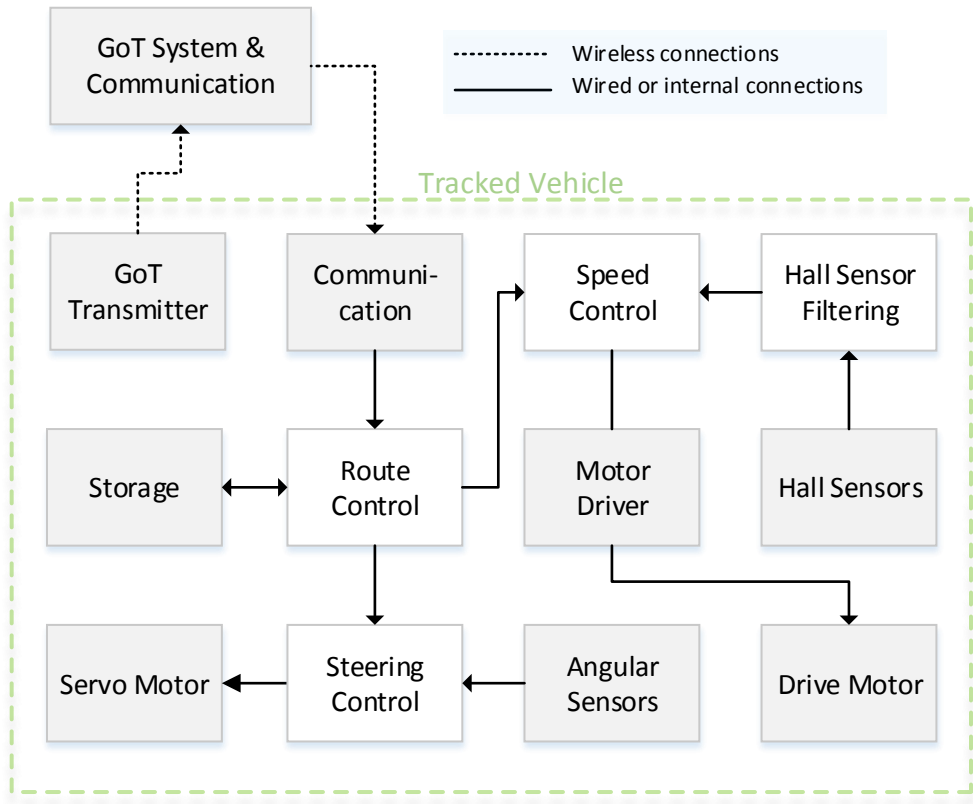 GoT System &
Communication
Wireless connections
Wired or internal connections
Tracked Vehicle
GoT
Transmitter
Communi-
cation
Speed
Control
Hall Sensor
Filtering
Storage
Route
Control
Motor
Driver
Hall Sensors
Servo Motor
Steering
Control
Angular
Sensors
Drive Motor